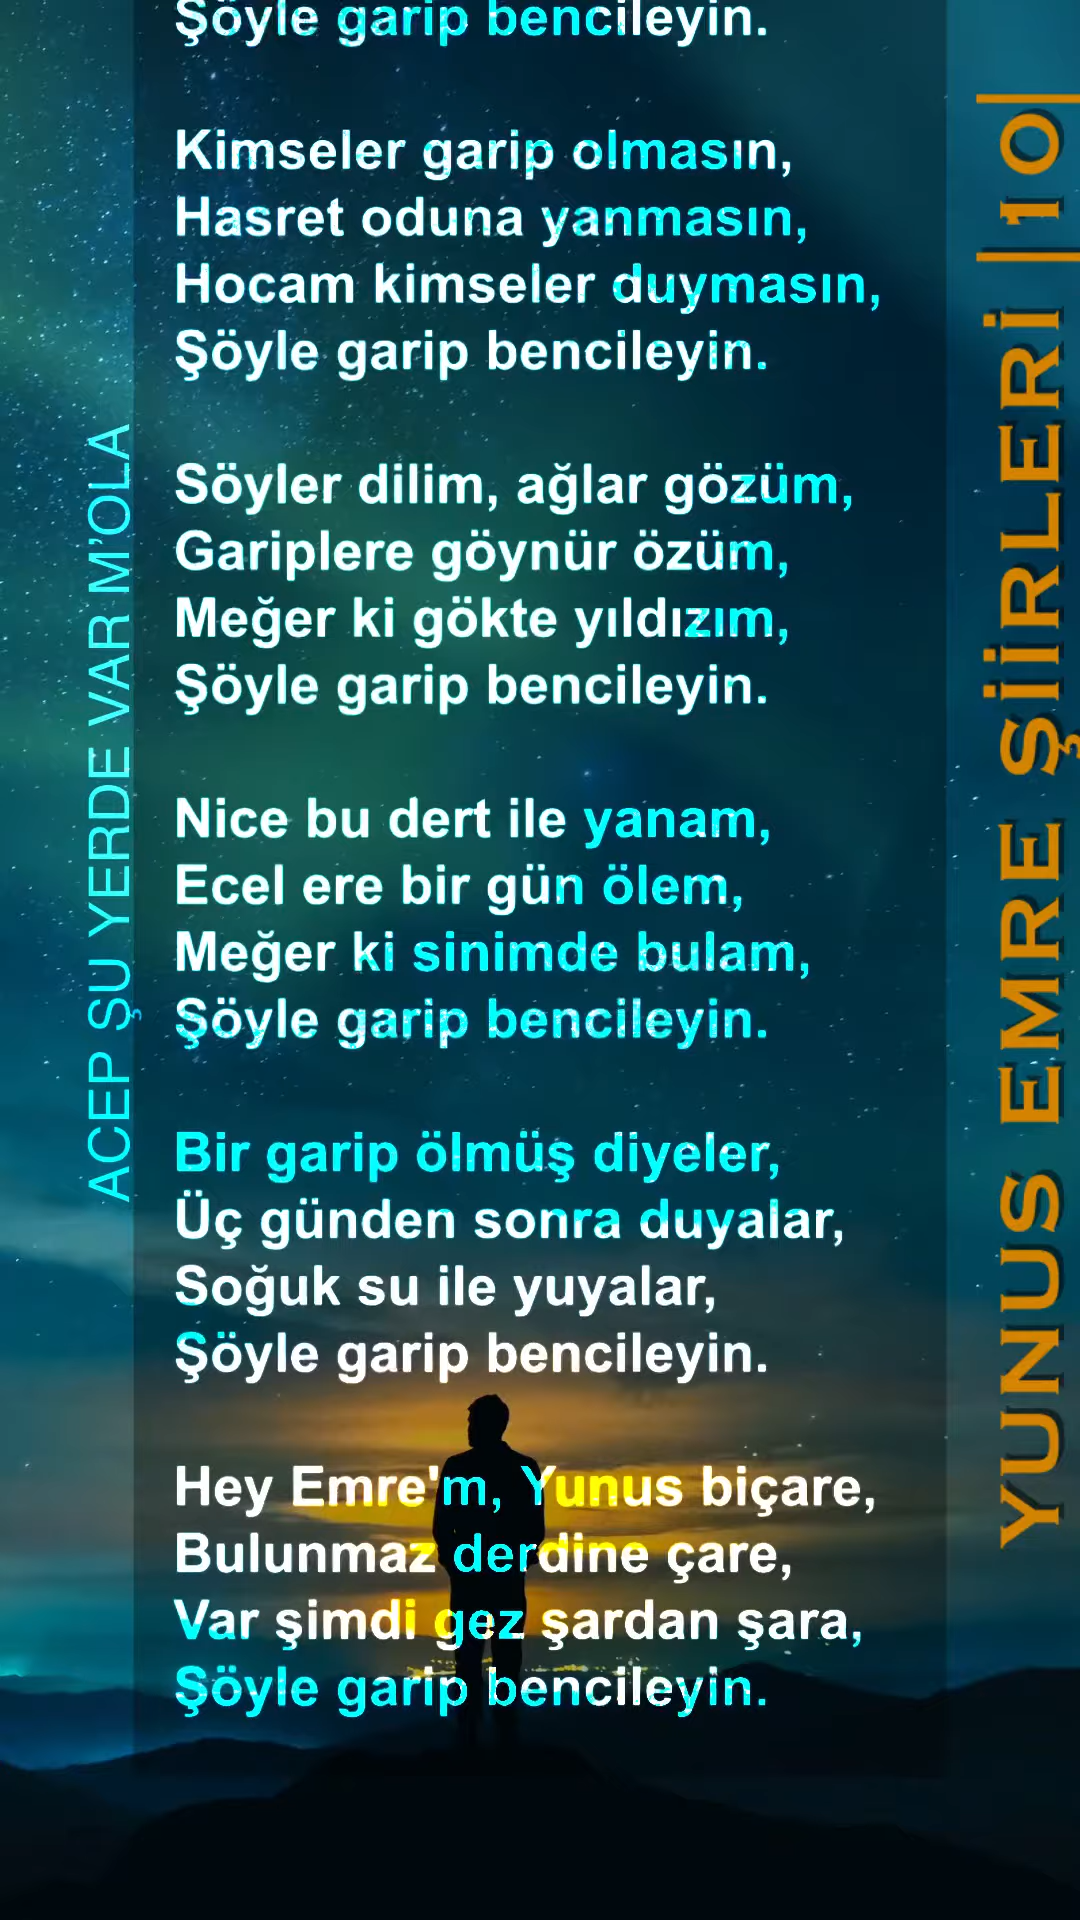 Şöyle garip bencileyin.
Kimseler garip olmasın,
Hasret oduna yanmasın,
Hocam kimseler duymasın,
Şöyle garip bencileyin.
Söyler dilim, ağlar gözüm,
Gariplere göynür özüm,
Meğer ki gökte yıldızım,
Şöyle garip bencileyin.
Nice bu dert ile yanam,
Ecel ere bir gün ölem,
Meğer ki sinimde bulam,
Şöyle garip bencileyin.
Bir garip ölmüş diyeler,
Üç günden sonra duyalar,
Soğuk su ile yuyalar,
Şöyle garip bencileyin.
Hey Emre'm, Yunus biçare,
Bulunmaz derdine çare,
Var şimdi gez şardan şara,
Şöyle garip bencileyin.
ACEP ŞU YERDE VAR M'OLA
YUNUS EMRE ŞİİRLERİ |10|